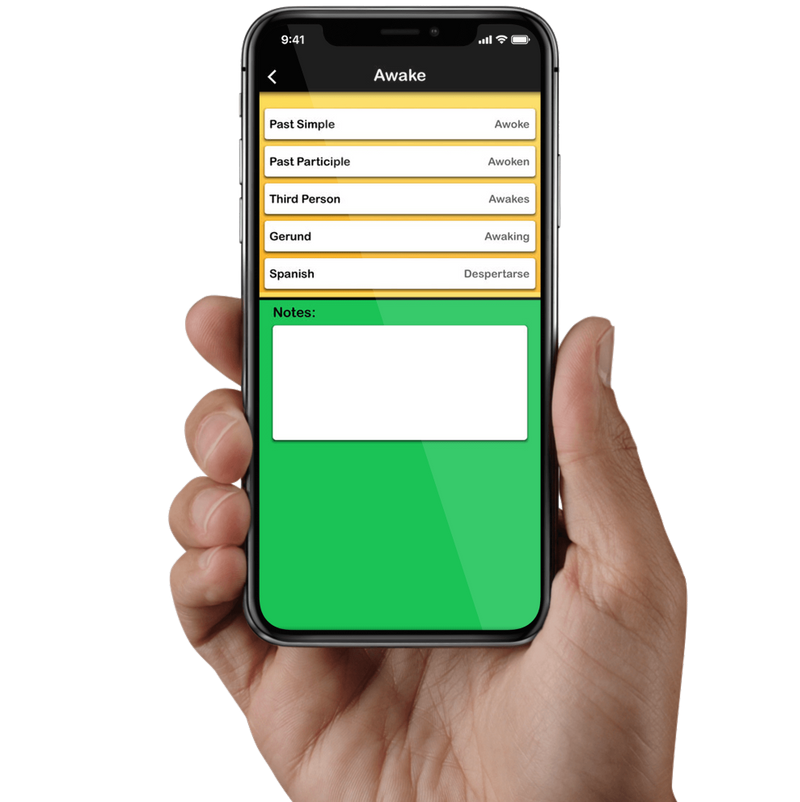 9:41
Awake
Past Simple Awoke
Past Participle Awoken
Third Person Awakes
Gerund Awaking
Spanish Despertarse
Notes: